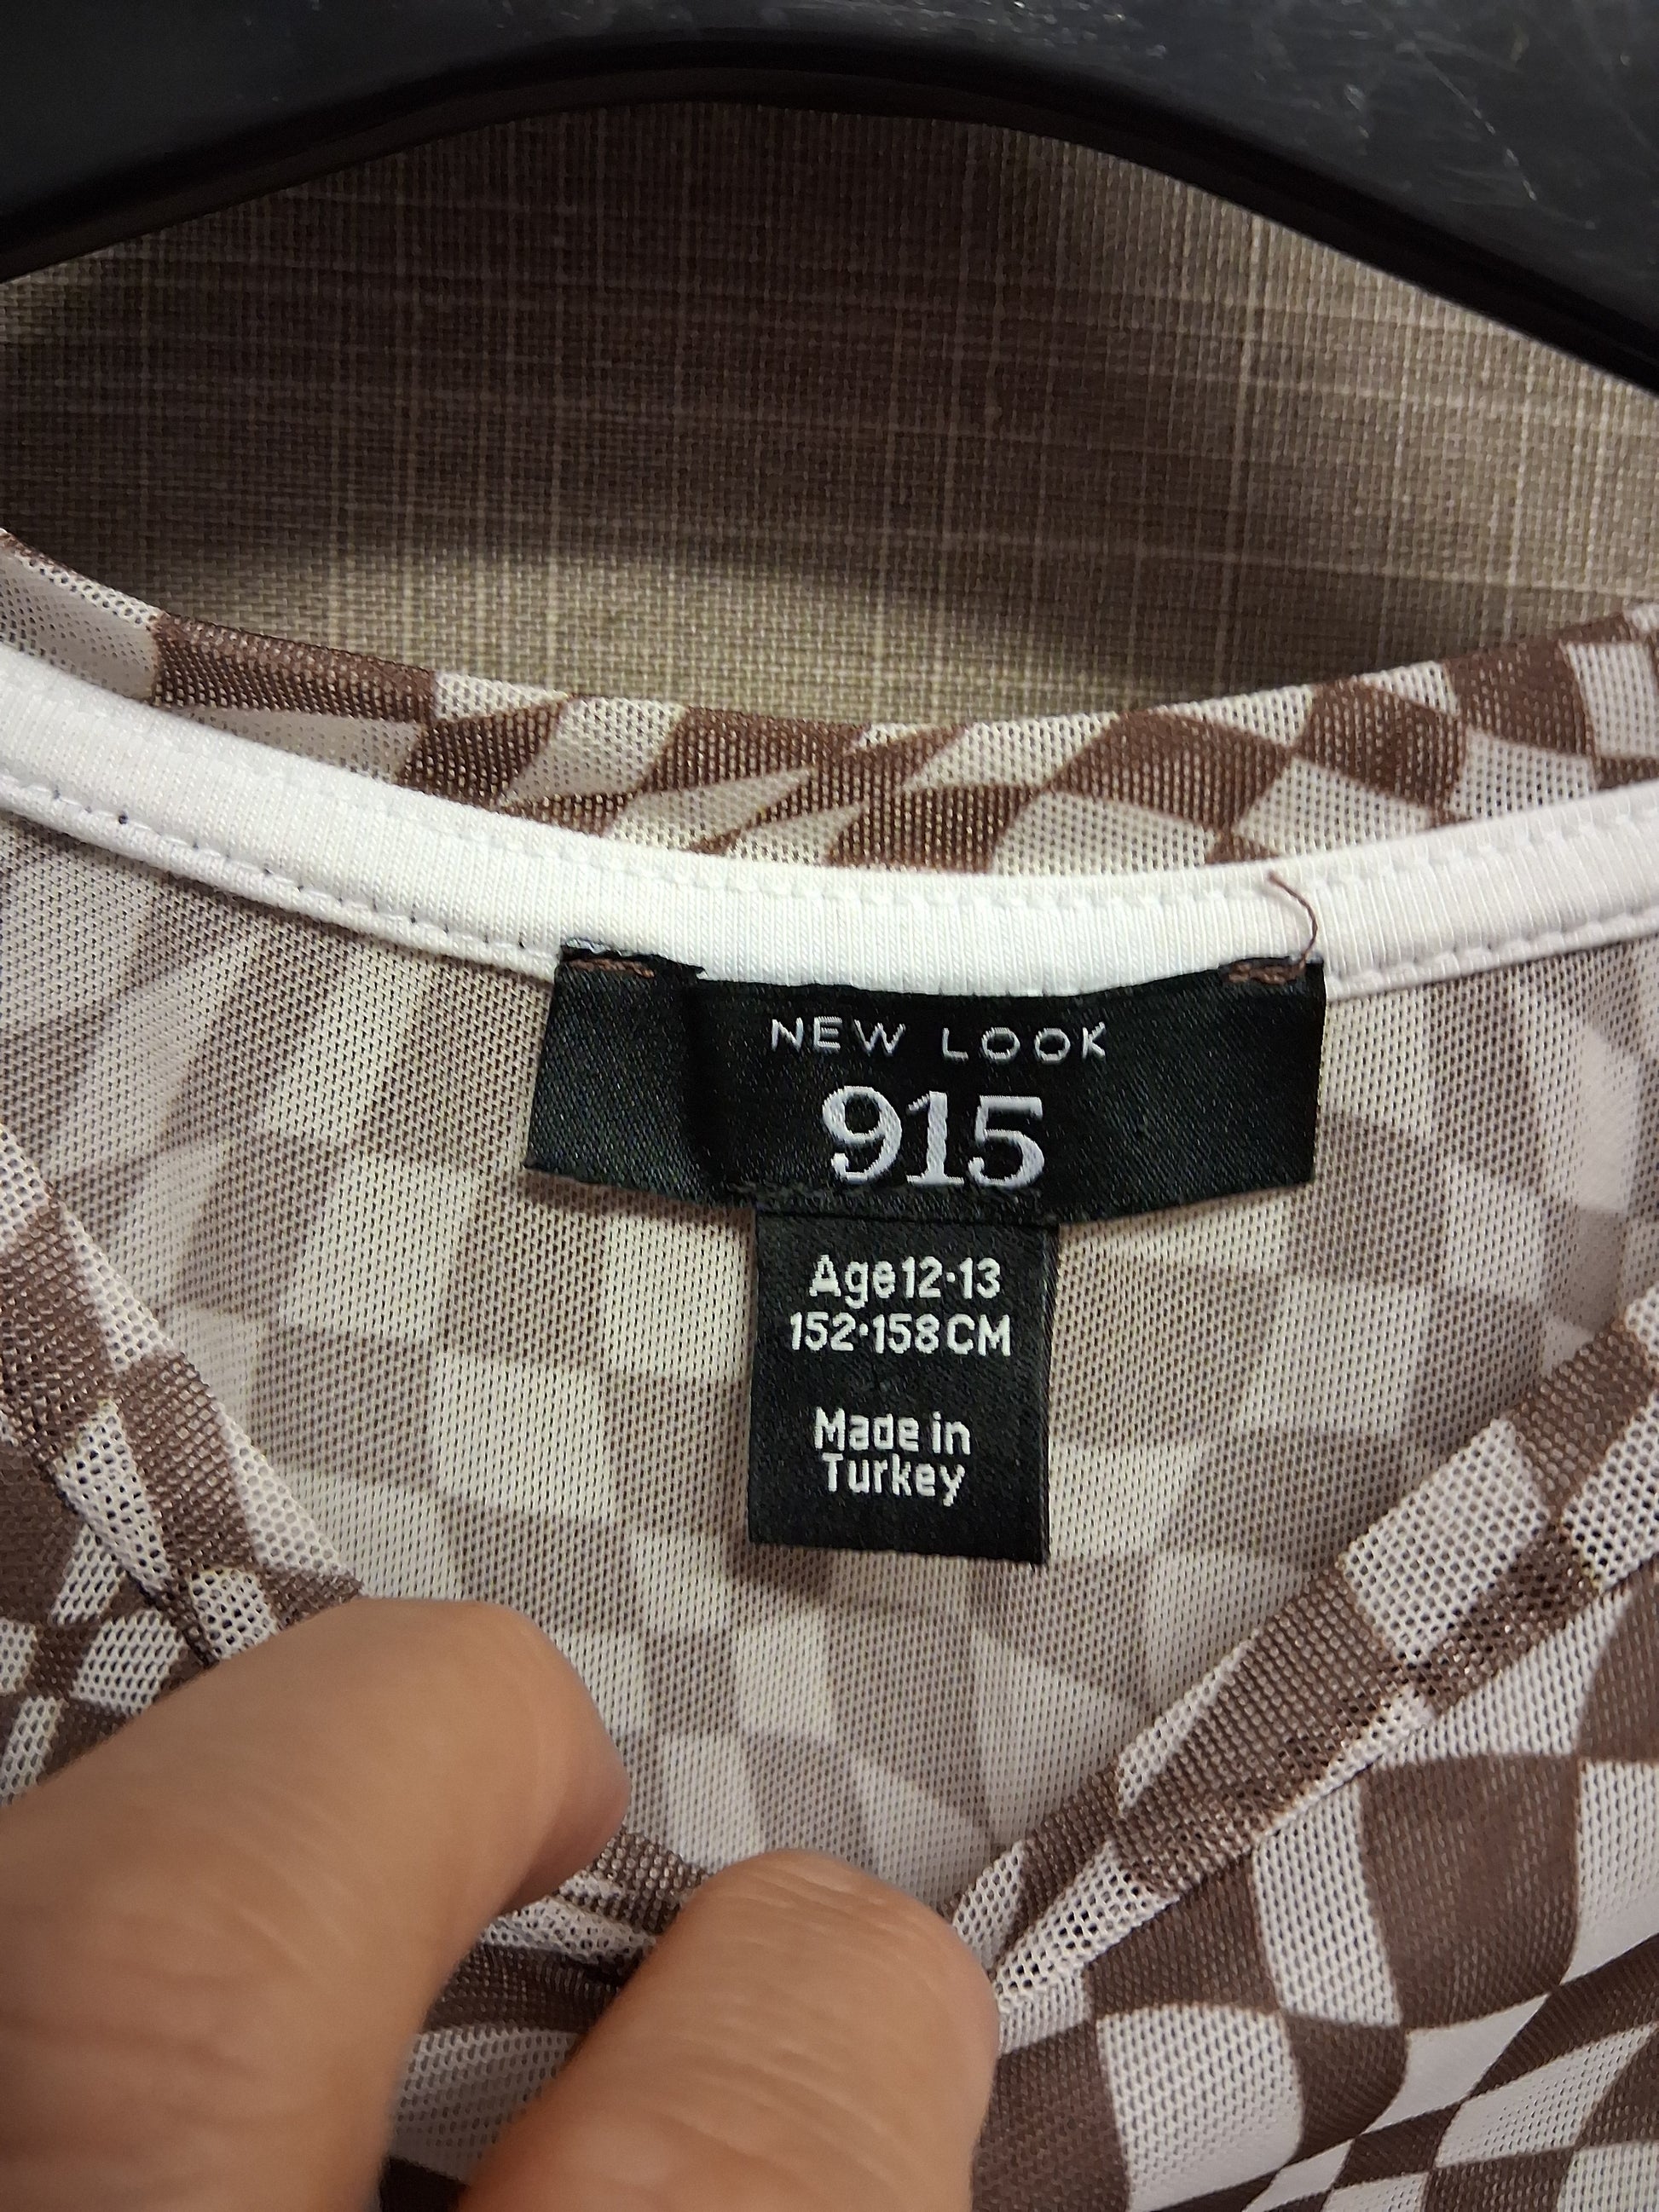 NEW LOOK
915
Age 12-13
152-158 CM
Made in
Turkey